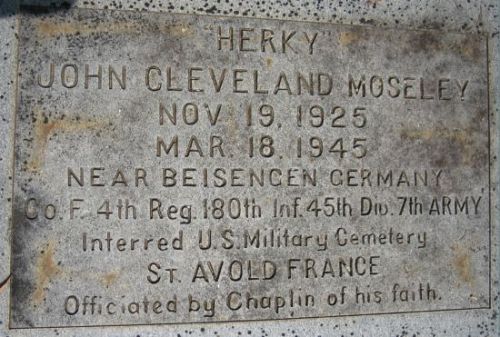 "HERKY"
JOHN CLEVELAND MOSELEY
NOV. 19, 1925
MAR. 18, 1945
NEAR BEISENGEN GERMANY
Co. F. 4th Reg. 180th Inf. 45th Div. 7th ARMY
Interred U.S. Military Cemetery
ST. AVOLD FRANCE
Officiated by Chaplin of his faith.